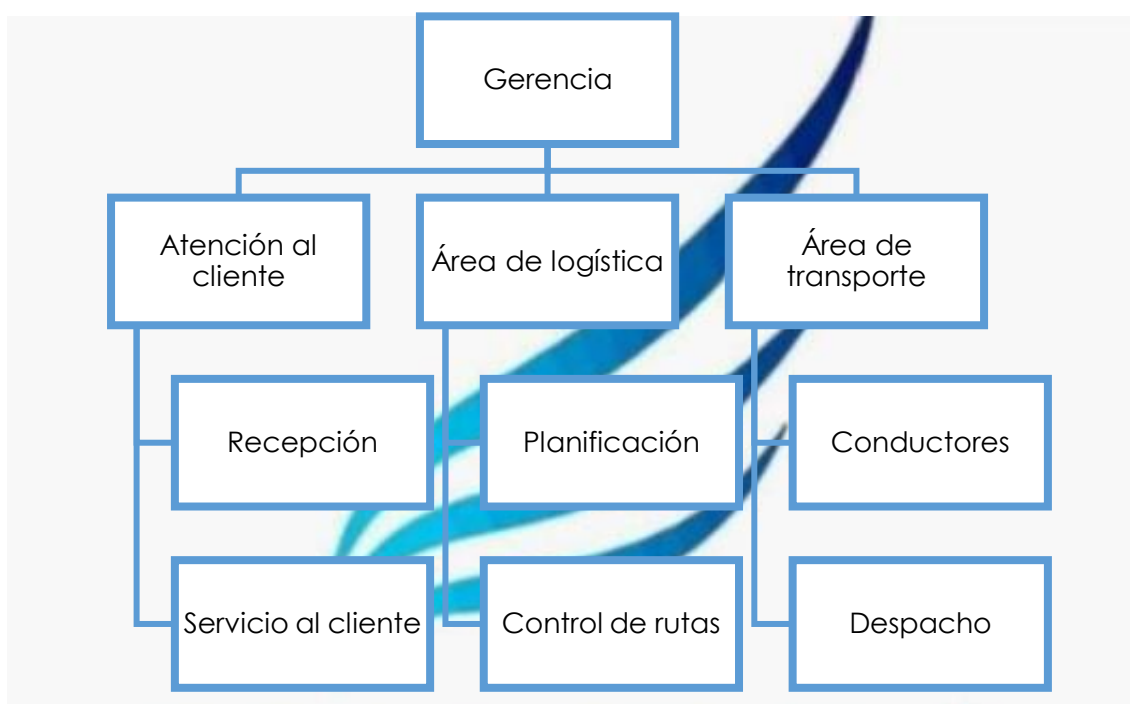 Gerencia
Atención al
cliente
Área de logística
Área de
transporte
Recepción
Planificación
Conductores
Servicio al cliente
Control de rutas
Despacho